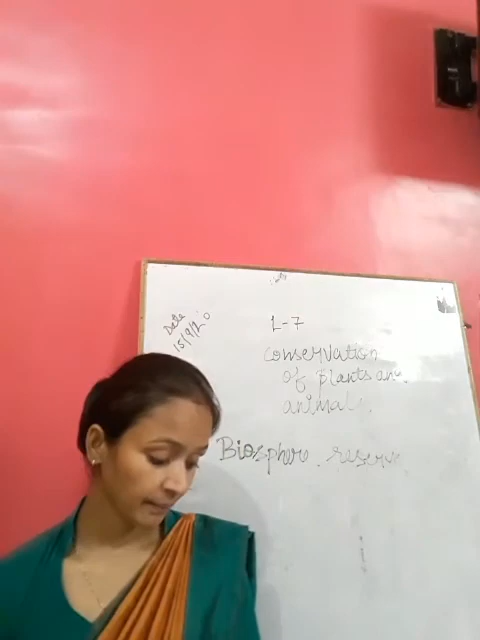 Date
15/9/20
L-7
conservation
of plants and
animals.
Biosphere reserve